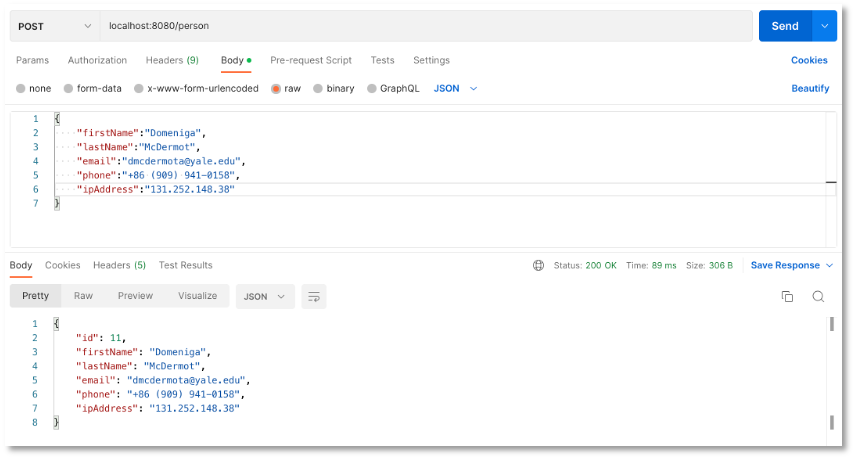 POST localhost:8080/person Send
Params Authorization Headers (9) Body Pre-request Script Tests Settings Cookies
none form-data x-www-form-urlencoded raw binary GraphQL JSON Beautify
1 {
2 "firstName":"Domeniga",
3 "lastName":"McDermot",
4 "email":"dmcdermota@yale.edu",
5 "phone":"+86 (909) 941-0158",
6 "ipAddress":"131.252.148.38"
7 }
Body Cookies Headers (5) Test Results Status: 200 OK Time: 89 ms Size: 306 B Save Response
Pretty Raw Preview Visualize JSON
1 {
2 "id": 11,
3 "firstName": "Domeniga",
4 "lastName": "McDermot",
5 "email": "dmcdermota@yale.edu",
6 "phone": "+86 (909) 941-0158",
7 "ipAddress": "131.252.148.38"
8 }